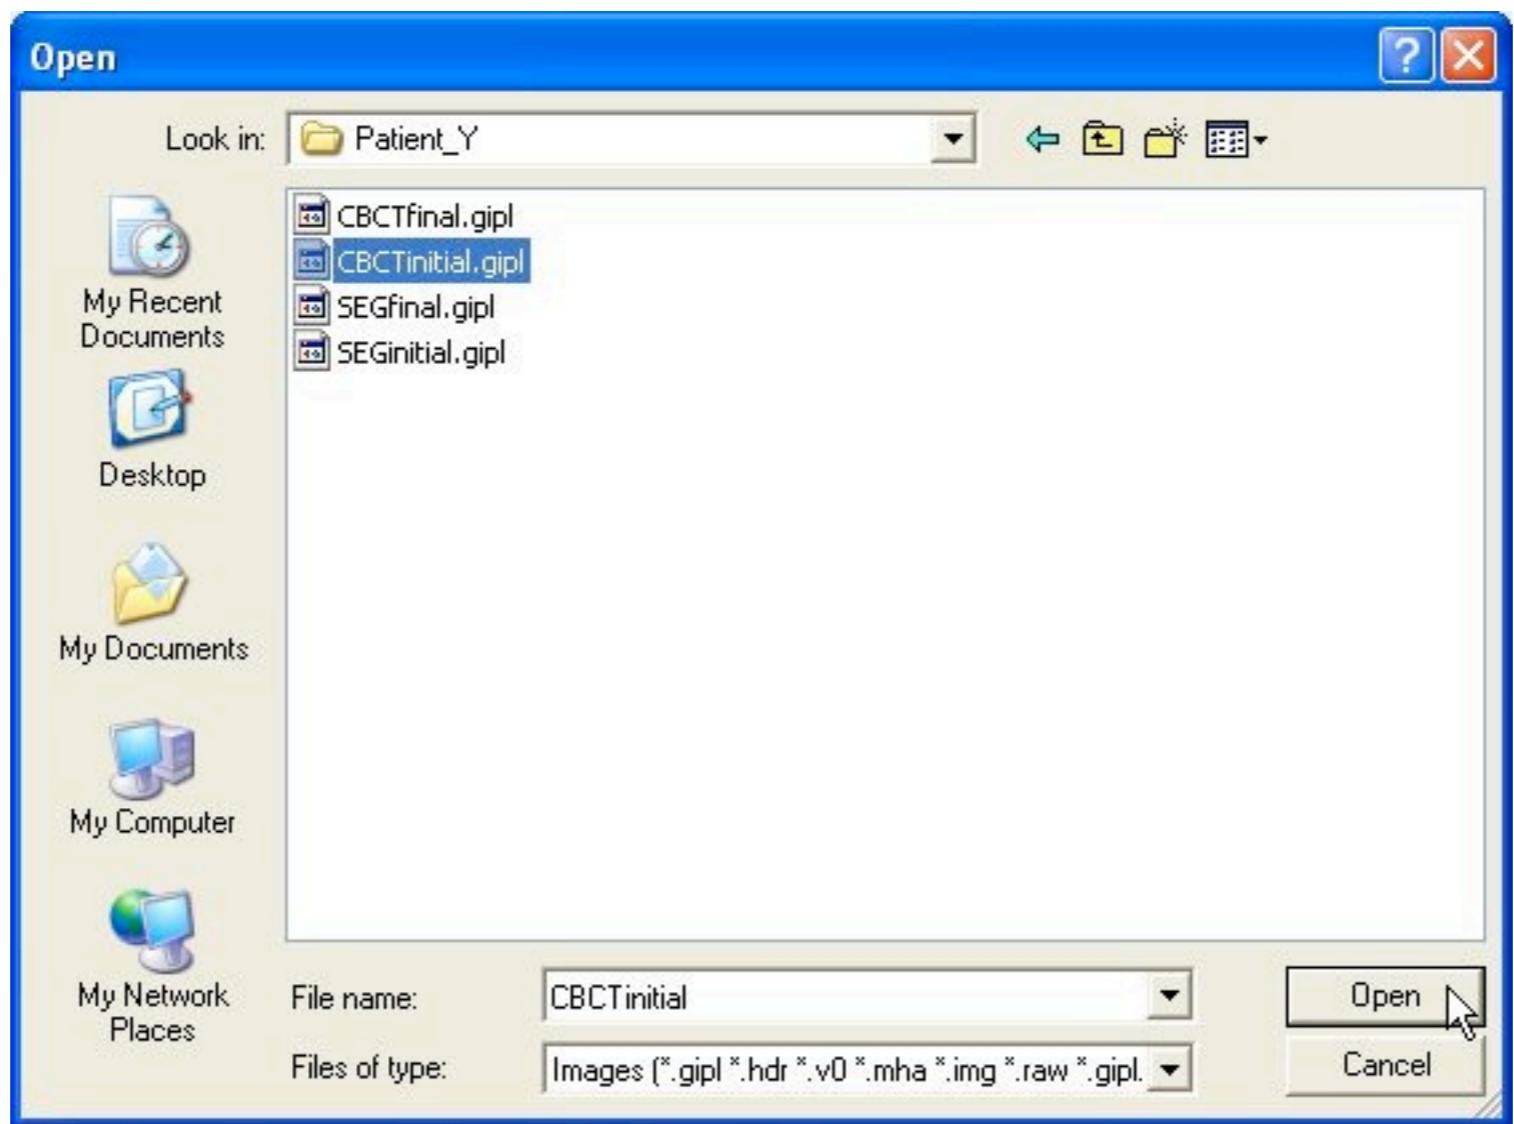 Open
Look in: Patient_Y
CBCTfinal.gipl
CBCTinitial.gipl
SEGfinal.gipl
SEGinitial.gipl
My Recent
Documents
Desktop
My Documents
My Computer
My Network
Places
File name: CBCTinitial
Open
Files of type: Images (*.gipl *.hdr *.v0 *.mha *.img *.raw *.gipl.
Cancel